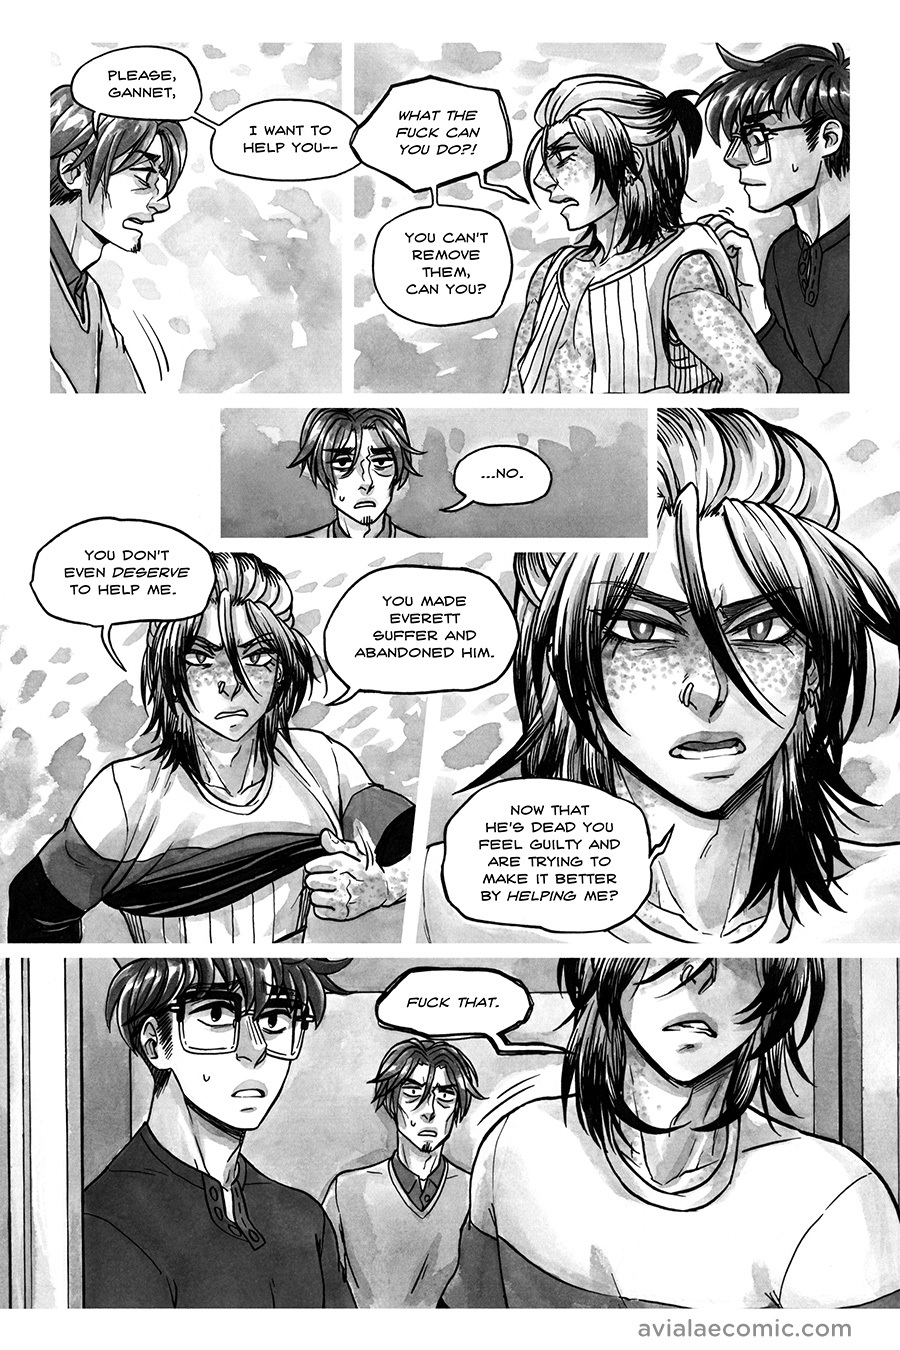 PLEASE,
GANNET,
I WANT TO
HELP YOU--
WHAT THE
FUCK CAN
YOU DO?!
YOU CAN'T
REMOVE
THEM,
CAN YOU?
...NO.
YOU DON'T
EVEN DESERVE
TO HELP ME.
YOU MADE
EVERETT
SUFFER AND
ABANDONED HIM.
NOW THAT
HE'S DEAD YOU
FEEL GUILTY AND
ARE TRYING TO
MAKE IT BETTER
BY HELPING ME?
FUCK THAT.
avialaecomic.com